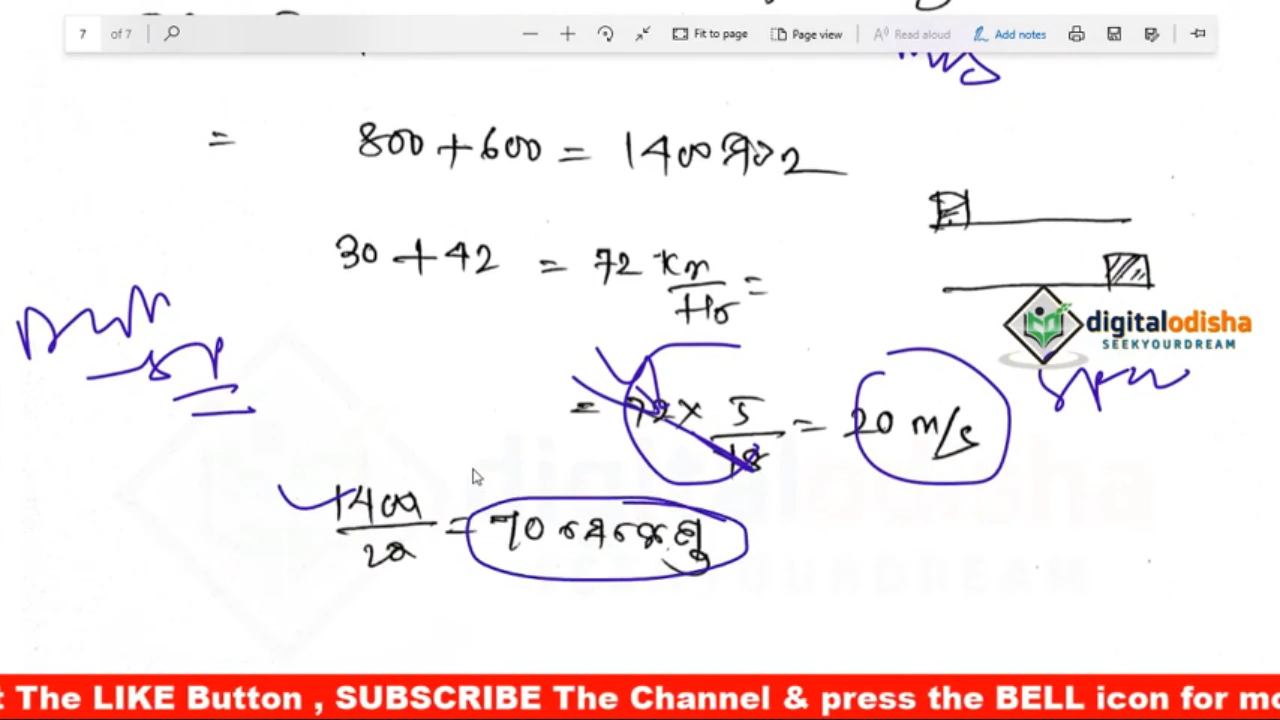 7 of 7 Fit to page Page view Read aloud Add notes
= 800 + 600 = 1400 ମିଟର
30 + 42 = 72 Km/Hr =
digitalodisha
SEEKYOURDREAM
= 72 × 5/18 = 20 m/s
1400/20 = 70 ସେକେଣ୍ଡ
t The LIKE Button , SUBSCRIBE The Channel & press the BELL icon for mo